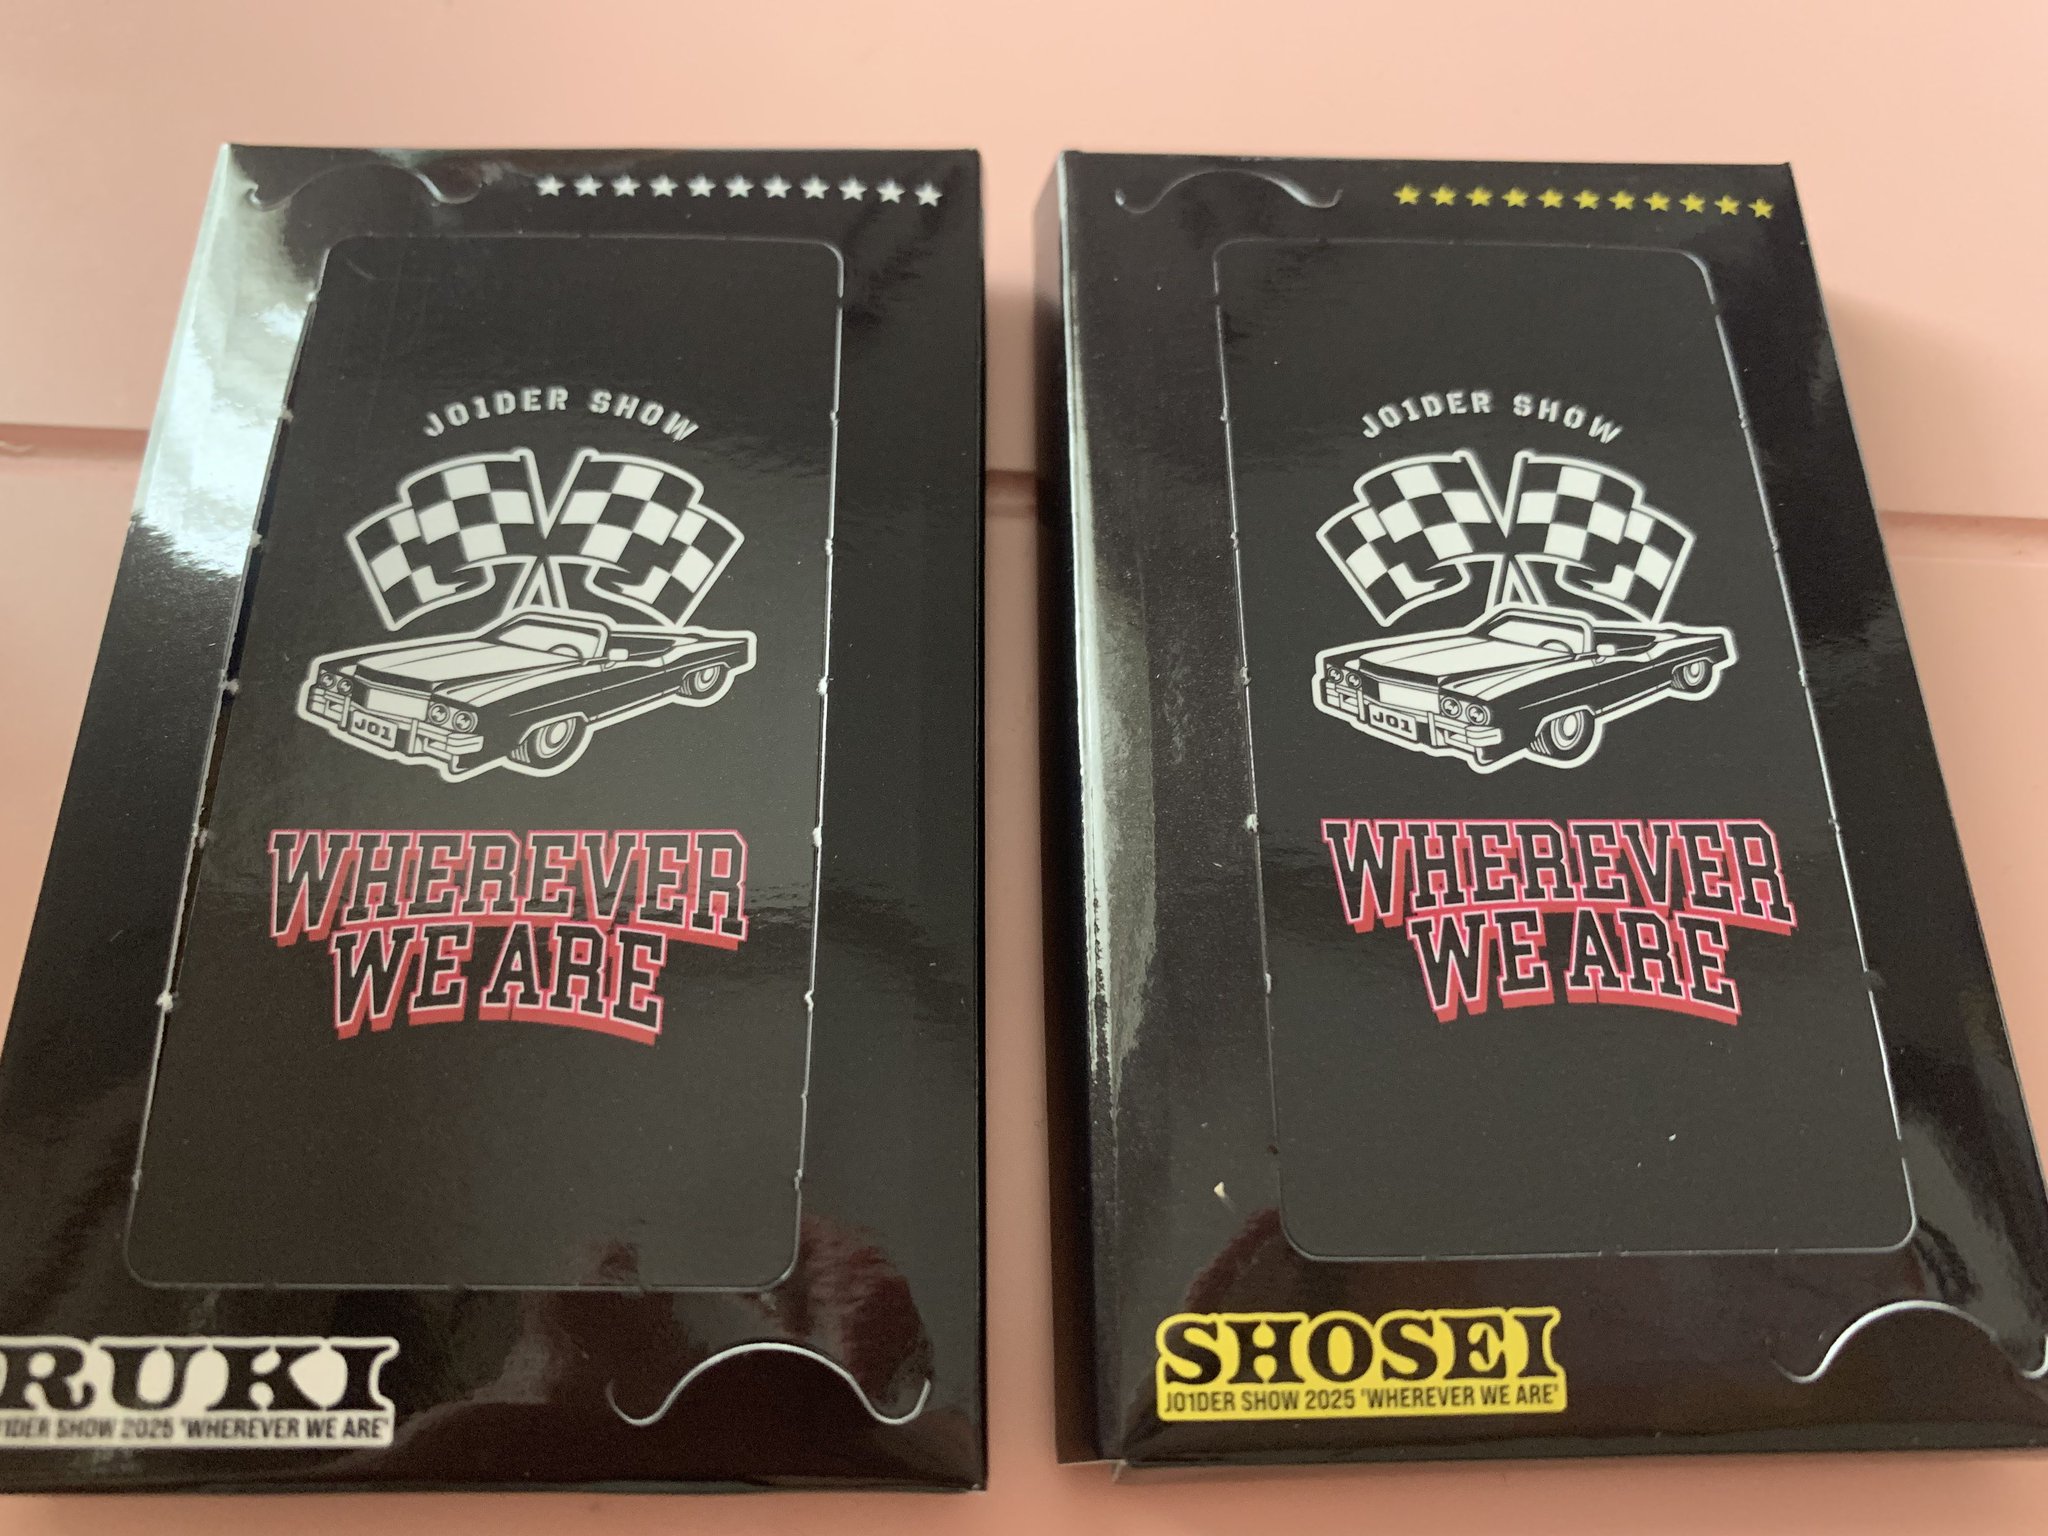 JO1DER SHOW
JO1
WHEREVER
WE ARE
RUKI
1DER SHOW 2025 'WHEREVER WE ARE'
JO1DER SHOW
JO1
WHEREVER
WE ARE
SHOSEI
JO1DER SHOW 2025 'WHEREVER WE ARE'